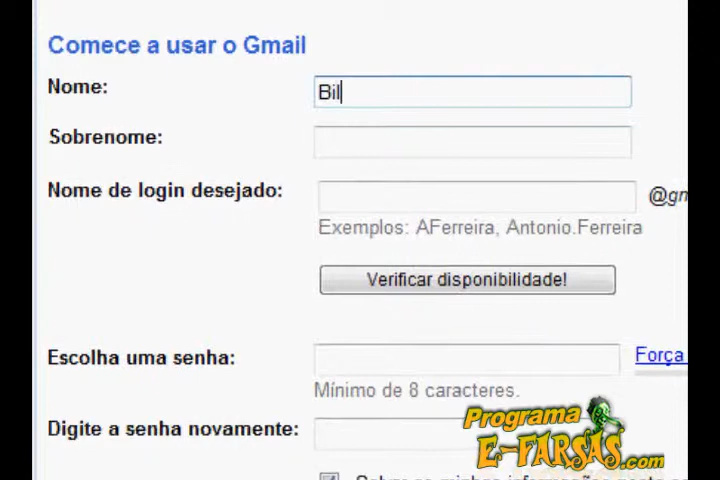 Comece a usar o Gmail
Nome: Bil
Sobrenome:
Nome de login desejado: @gm
Exemplos: AFerreira, Antonio.Ferreira
Verificar disponibilidade!
Escolha uma senha: Força
Mínimo de 8 caracteres.
Digite a senha novamente:
Programa
E-FARSAS.com